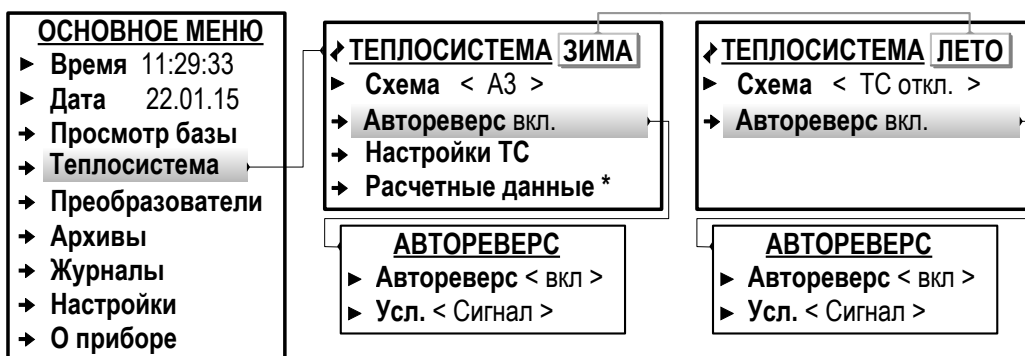 ОСНОВНОЕ МЕНЮ
Время 11:29:33
Дата 22.01.15
Просмотр базы
Теплосистема
Преобразователи
Архивы
Журналы
Настройки
О приборе
ТЕПЛОСИСТЕМА ЗИМА
Схема < А3 >
Автореверс вкл.
Настройки ТС
Расчетные данные *
АВТОРЕВЕРС
Автореверс < вкл >
Усл. < Сигнал >
ТЕПЛОСИСТЕМА ЛЕТО
Схема < ТС откл. >
Автореверс вкл.
АВТОРЕВЕРС
Автореверс < вкл >
Усл. < Сигнал >